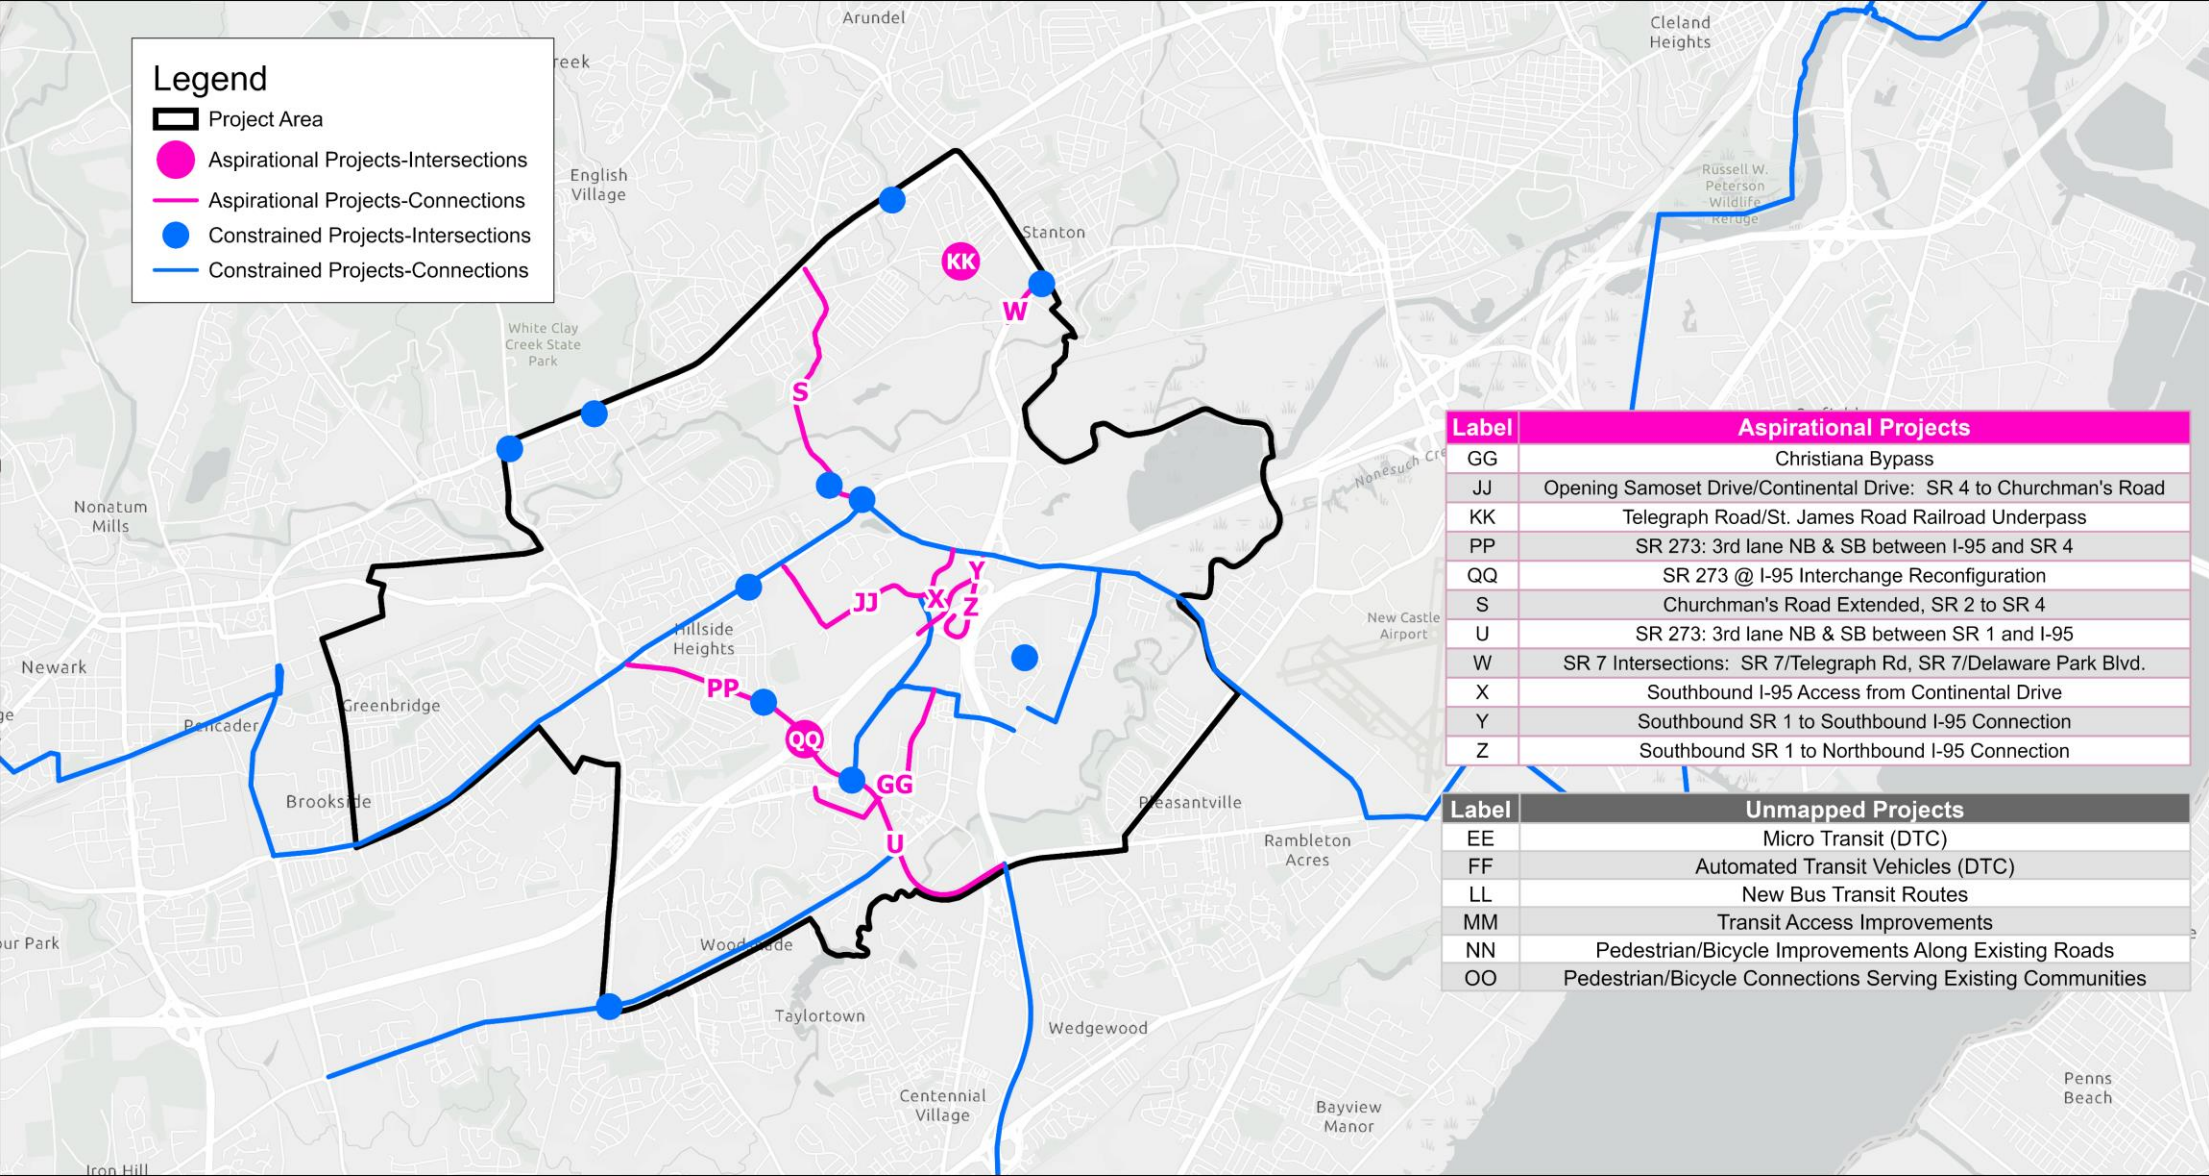 Arundel
Cleland
Heights
Legend
Project Area
Aspirational Projects-Intersections
Aspirational Projects-Connections
Constrained Projects-Intersections
Constrained Projects-Connections
reek
English
Village
Russell W.
Peterson
Wildlife
Refuge
Stanton
KK
W
White Clay
Creek State
Park
S
Nonesuch Cre
Nonatum
Mills
Label Aspirational Projects
GG Christiana Bypass
JJ Opening Samoset Drive/Continental Drive: SR 4 to Churchman's Road
KK Telegraph Road/St. James Road Railroad Underpass
PP SR 273: 3rd lane NB & SB between I-95 and SR 4
QQ SR 273 @ I-95 Interchange Reconfiguration
S Churchman's Road Extended, SR 2 to SR 4
U SR 273: 3rd lane NB & SB between SR 1 and I-95
W SR 7 Intersections: SR 7/Telegraph Rd, SR 7/Delaware Park Blvd.
X Southbound I-95 Access from Continental Drive
Y Southbound SR 1 to Southbound I-95 Connection
Z Southbound SR 1 to Northbound I-95 Connection
Y
JJ
X
Z
New Castle
Airport
Hillside
Heights
Newark
PP
Greenbridge
ge
Pencader
QQ
GG
Brookside
Pleasantville
U
Rambleton
Acres
Label Unmapped Projects
EE Micro Transit (DTC)
FF Automated Transit Vehicles (DTC)
LL New Bus Transit Routes
MM Transit Access Improvements
NN Pedestrian/Bicycle Improvements Along Existing Roads
OO Pedestrian/Bicycle Connections Serving Existing Communities
our Park
Taylortown
Wedgewood
Centennial
Village
Bayview
Manor
Penns
Beach
Iron Hill